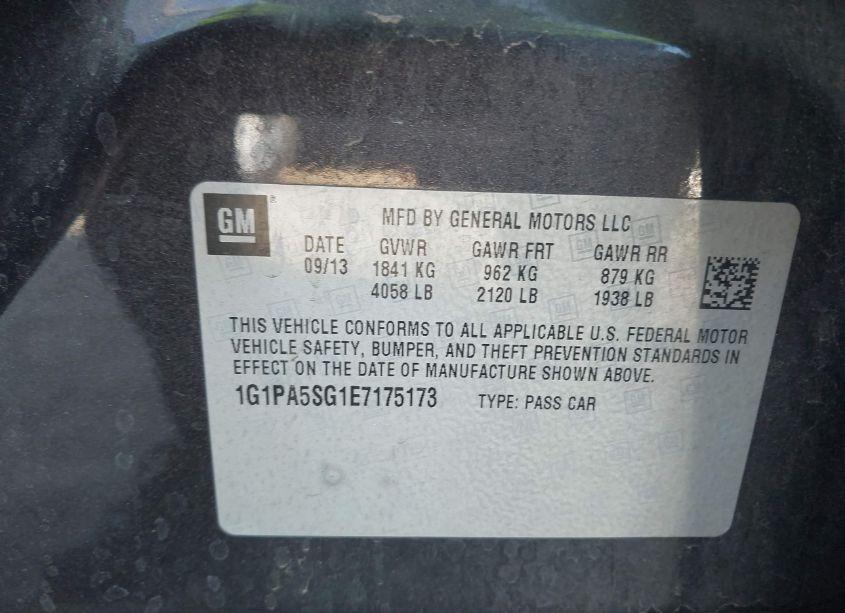 GM
MFD BY GENERAL MOTORS LLC
DATE GVWR GAWR FRT GAWR RR
09/13 1841 KG 962 KG 879 KG
4058 LB 2120 LB 1938 LB
THIS VEHICLE CONFORMS TO ALL APPLICABLE U.S. FEDERAL MOTOR
VEHICLE SAFETY, BUMPER, AND THEFT PREVENTION STANDARDS IN
EFFECT ON THE DATE OF MANUFACTURE SHOWN ABOVE.
1G1PA5SG1E7175173 TYPE: PASS CAR